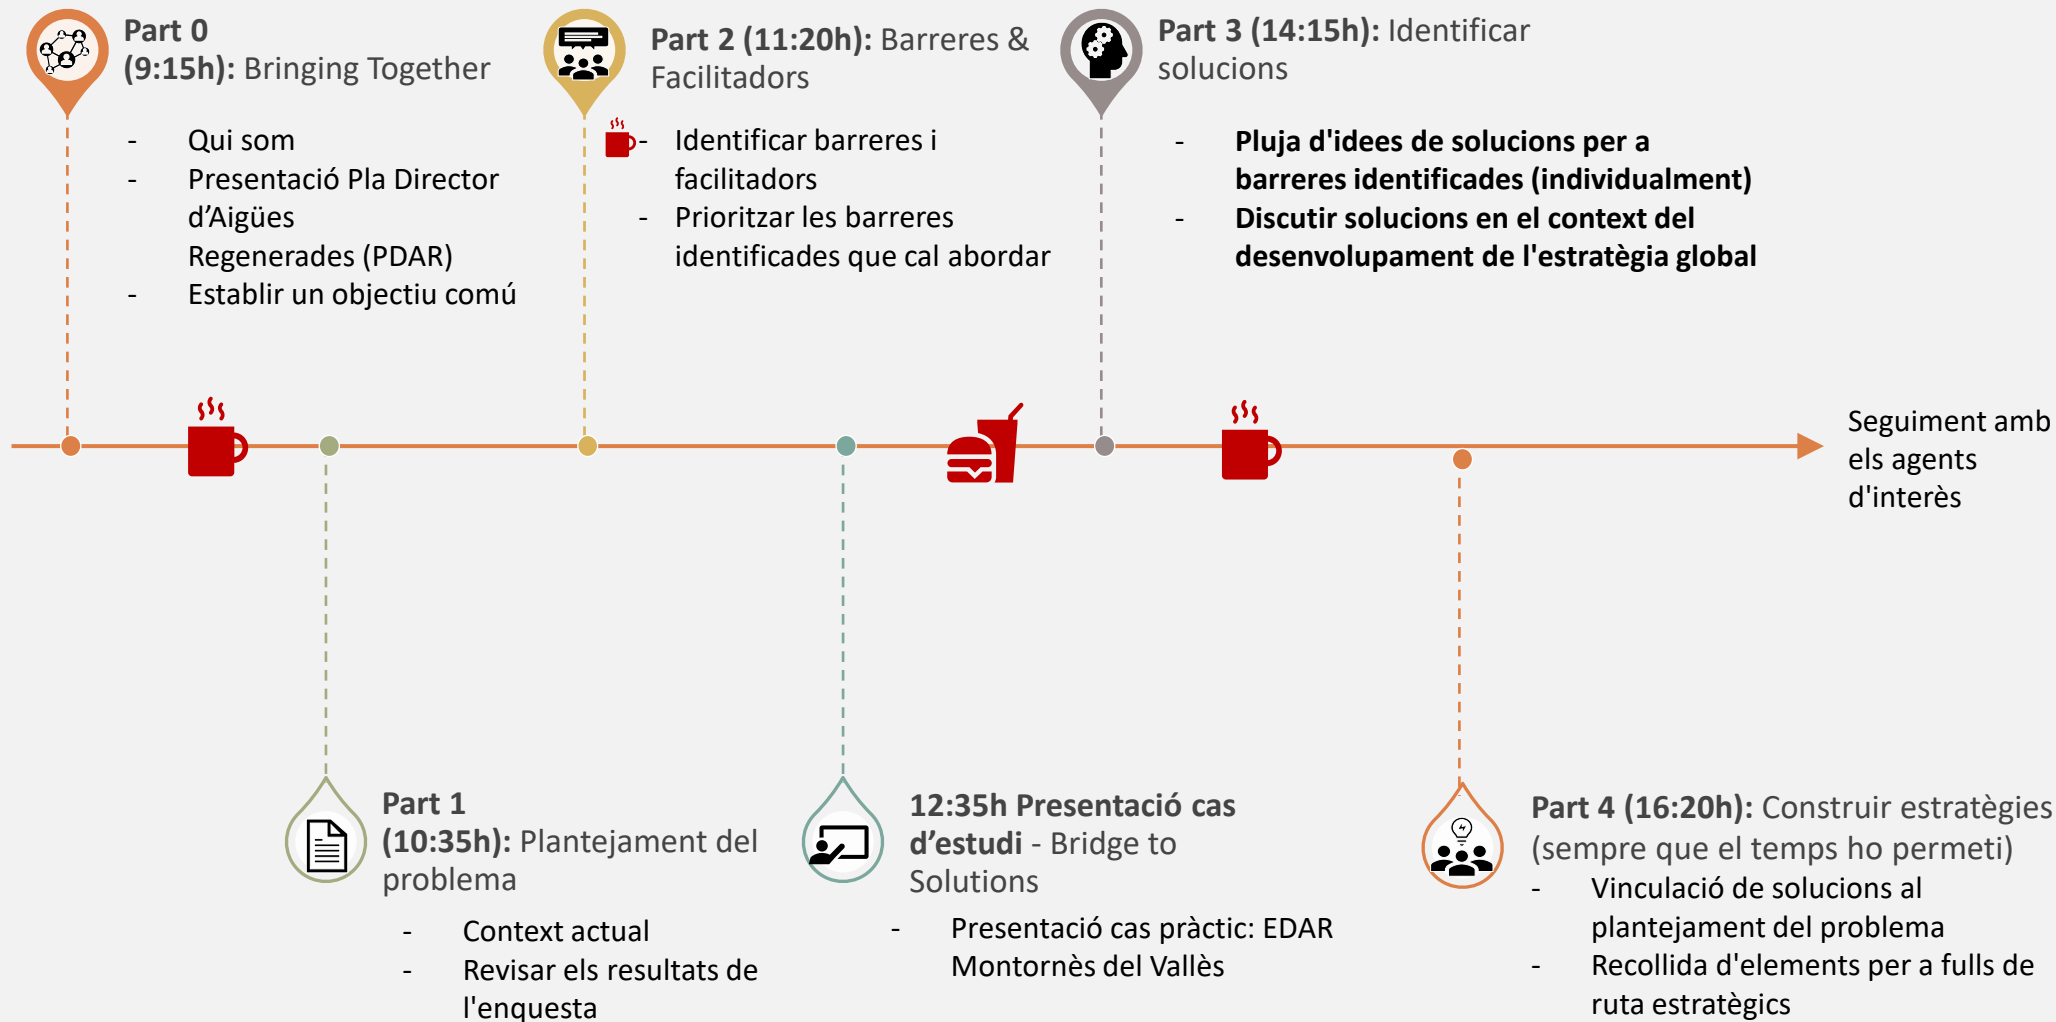 Part 0
(9:15h): Bringing Together
- Qui som
- Presentació Pla Director
d’Aigües
Regenerades (PDAR)
- Establir un objectiu comú
Part 2 (11:20h): Barreres &
Facilitadors
- Identificar barreres i
facilitadors
- Prioritzar les barreres
identificades que cal abordar
Part 3 (14:15h): Identificar
solucions
- Pluja d'idees de solucions per a
barreres identificades (individualment)
- Discutir solucions en el context del
desenvolupament de l'estratègia global
Seguiment amb
els agents
d'interès
Part 1
(10:35h): Plantejament del
problema
- Context actual
- Revisar els resultats de
l'enquesta
12:35h Presentació cas
d’estudi - Bridge to
Solutions
- Presentació cas pràctic: EDAR
Montornès del Vallès
Part 4 (16:20h): Construir estratègies
(sempre que el temps ho permeti)
- Vinculació de solucions al
plantejament del problema
- Recollida d'elements per a fulls de
ruta estratègics